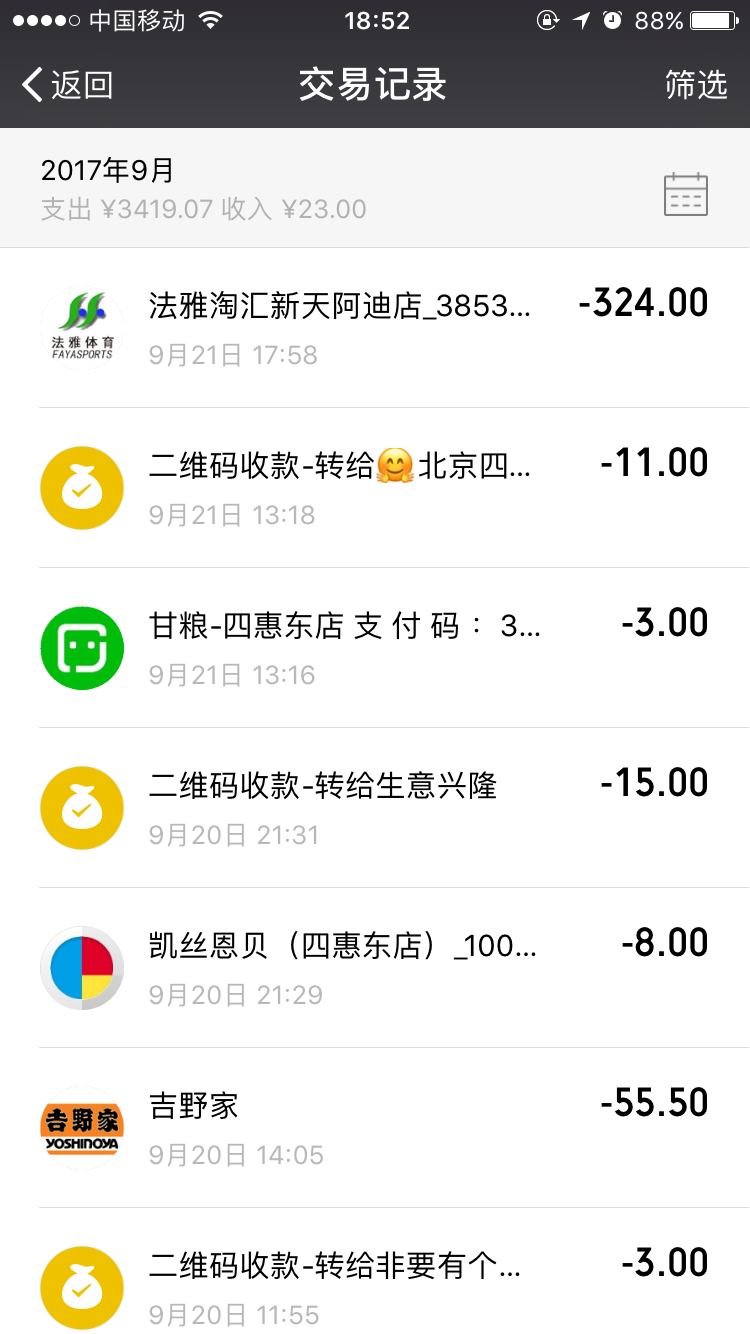 中国移动 18:52 88%
返回 交易记录 筛选
2017年9月
支出 ¥3419.07 收入 ¥23.00
法雅体育
FAYASPORTS
法雅淘汇新天阿迪店_3853... -324.00
9月21日 17:58
二维码收款-转给🤗北京四... -11.00
9月21日 13:18
甘粮-四惠东店 支 付 码 ： 3... -3.00
9月21日 13:16
二维码收款-转给生意兴隆 -15.00
9月20日 21:31
凯丝恩贝（四惠东店）_100... -8.00
9月20日 21:29
吉野家
YOSHINOYA
吉野家 -55.50
9月20日 14:05
二维码收款-转给非要有个... -3.00
9月20日 11:55